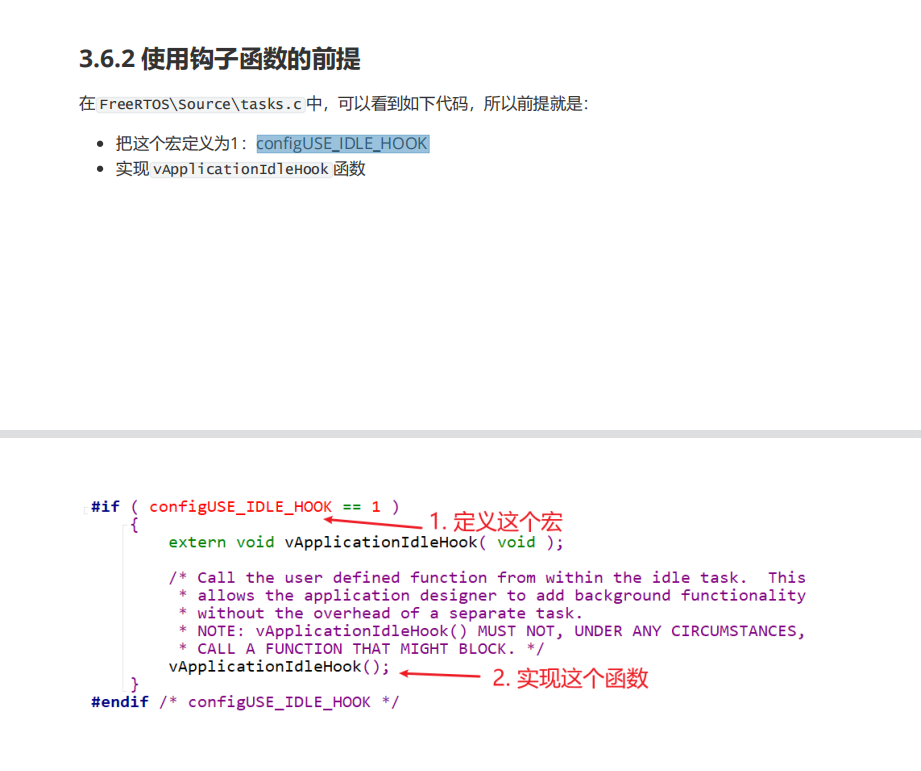 3.6.2 使用钩子函数的前提
在 FreeRTOS\Source\tasks.c 中，可以看到如下代码，所以前提就是：
• 把这个宏定义为1：configUSE_IDLE_HOOK
• 实现 vApplicationIdleHook 函数
#if ( configUSE_IDLE_HOOK == 1 )
1. 定义这个宏
{
extern void vApplicationIdleHook( void );
/* Call the user defined function from within the idle task.  This
* allows the application designer to add background functionality
* without the overhead of a separate task.
* NOTE: vApplicationIdleHook() MUST NOT, UNDER ANY CIRCUMSTANCES,
* CALL A FUNCTION THAT MIGHT BLOCK. */
vApplicationIdleHook();
2. 实现这个函数
}
#endif /* configUSE_IDLE_HOOK */